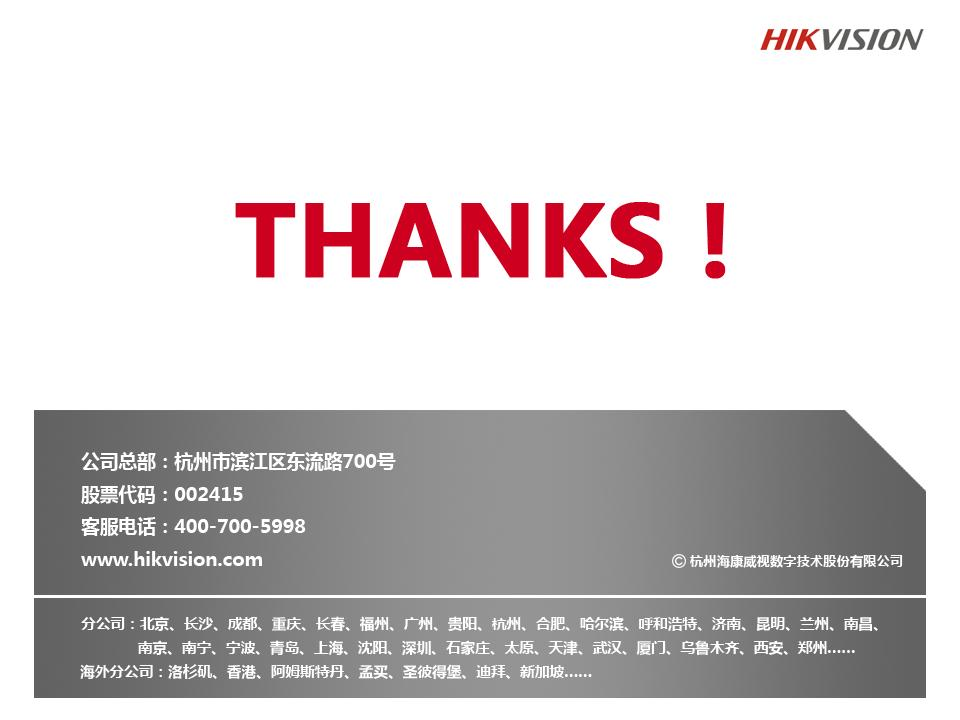 HIKVISION
THANKS！
公司总部：杭州市滨江区东流路700号
股票代码：002415
客服电话：400-700-5998
www.hikvision.com
© 杭州海康威视数字技术股份有限公司
分公司：北京、长沙、成都、重庆、长春、福州、广州、贵阳、杭州、合肥、哈尔滨、呼和浩特、济南、昆明、兰州、南昌、
南京、南宁、宁波、青岛、上海、沈阳、深圳、石家庄、太原、天津、武汉、厦门、乌鲁木齐、西安、郑州……
海外分公司：洛杉矶、香港、阿姆斯特丹、孟买、圣彼得堡、迪拜、新加坡……